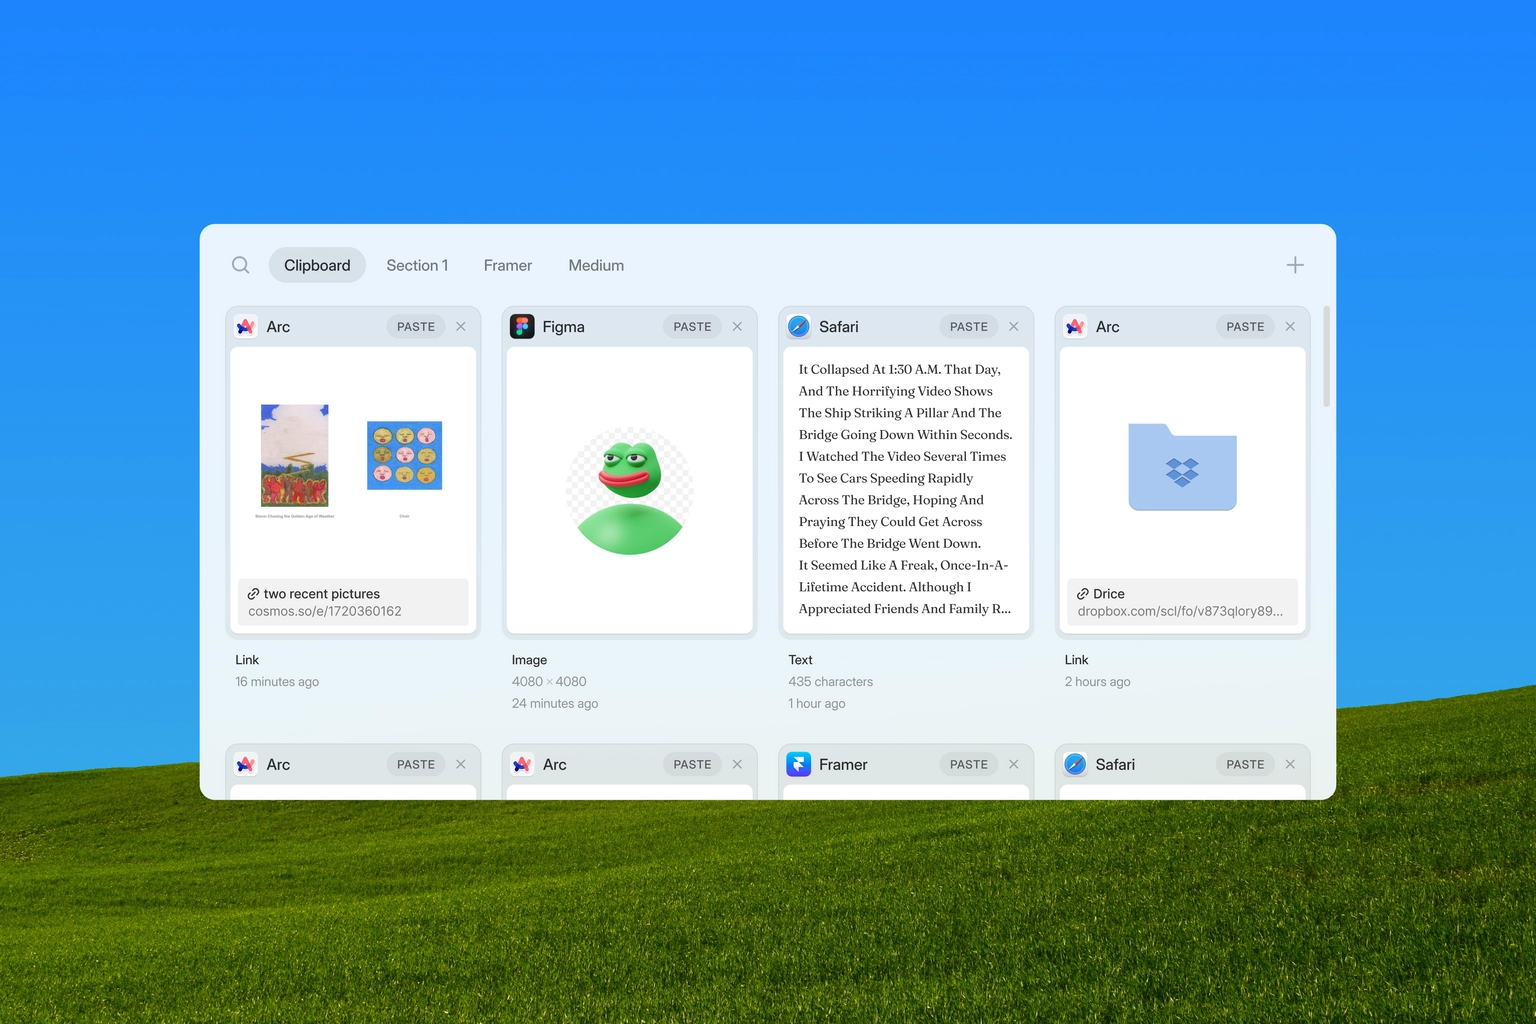 Clipboard
Section 1
Framer
Medium
Arc
PASTE
Figma
PASTE
Safari
PASTE
Arc
PASTE
It Collapsed At 1:30 A.M. That Day,
And The Horrifying Video Shows
The Ship Striking A Pillar And The
Bridge Going Down Within Seconds.
I Watched The Video Several Times
To See Cars Speeding Rapidly
Across The Bridge, Hoping And
Praying They Could Get Across
Before The Bridge Went Down.
It Seemed Like A Freak, Once-In-A-
Lifetime Accident. Although I
Appreciated Friends And Family R...
Choir
two recent pictures
cosmos.so/e/1720360162
Drice
dropbox.com/scl/fo/v873qlory89...
Link
16 minutes ago
Image
4080 × 4080
24 minutes ago
Text
435 characters
1 hour ago
Link
2 hours ago
Arc
PASTE
Arc
PASTE
Framer
PASTE
Safari
PASTE